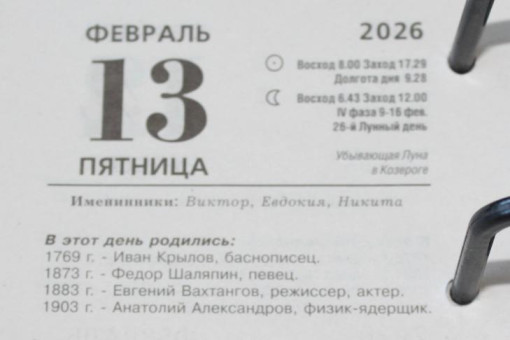 ФЕВРАЛЬ
13
ПЯТНИЦА
2026
Восход 8.00 Заход 17.29
Долгота дня 9.28
Восход 6.43 Заход 12.00
IV фаза 9-16 фев.
26-й Лунный день
Убывающая Луна
в Козероге
Именинники: Виктор, Евдокия, Никита
В этот день родились:
1769 г. - Иван Крылов, баснописец.
1873 г. - Федор Шаляпин, певец.
1883 г. - Евгений Вахтангов, режиссер, актер.
1903 г. - Анатолий Александров, физик-ядерщик.